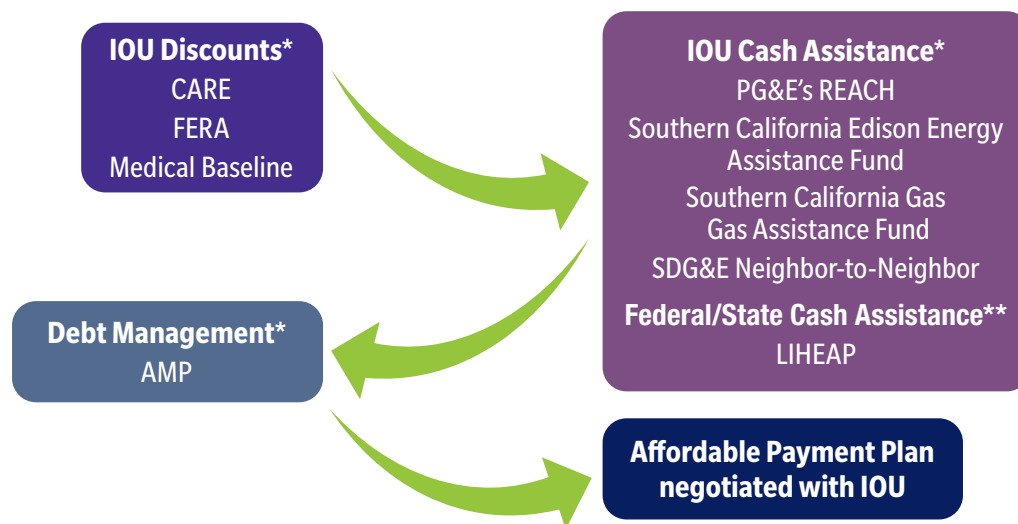 IOU Discounts*
CARE
FERA
Medical Baseline
IOU Cash Assistance*
PG&E's REACH
Southern California Edison Energy
Assistance Fund
Southern California Gas
Gas Assistance Fund
SDG&E Neighbor-to-Neighbor
Federal/State Cash Assistance**
LIHEAP
Debt Management*
AMP
Affordable Payment Plan
negotiated with IOU